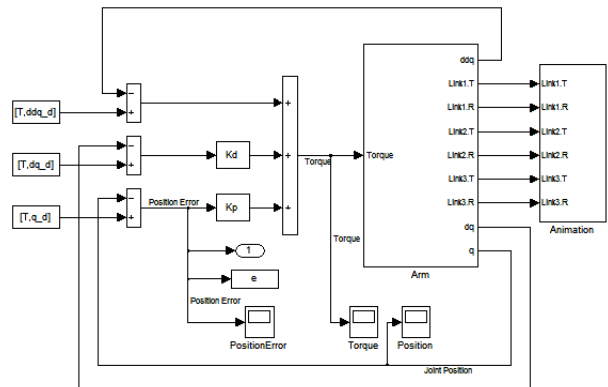 ddq
Link1.T
Link1.T
[T,ddq_d]
Link1.R
Link1.R
Link2.T
Link2.T
[T,dq_d]
Kd
Torque
Torque
Link2.R
Link2.R
Link3.T
Link3.T
Position Error
Kp
Link3.R
Link3.R
[T,q_d]
dq
Animation
Torque
q
1
Arm
e
Position Error
PositionError
Torque
Position
Joint Position